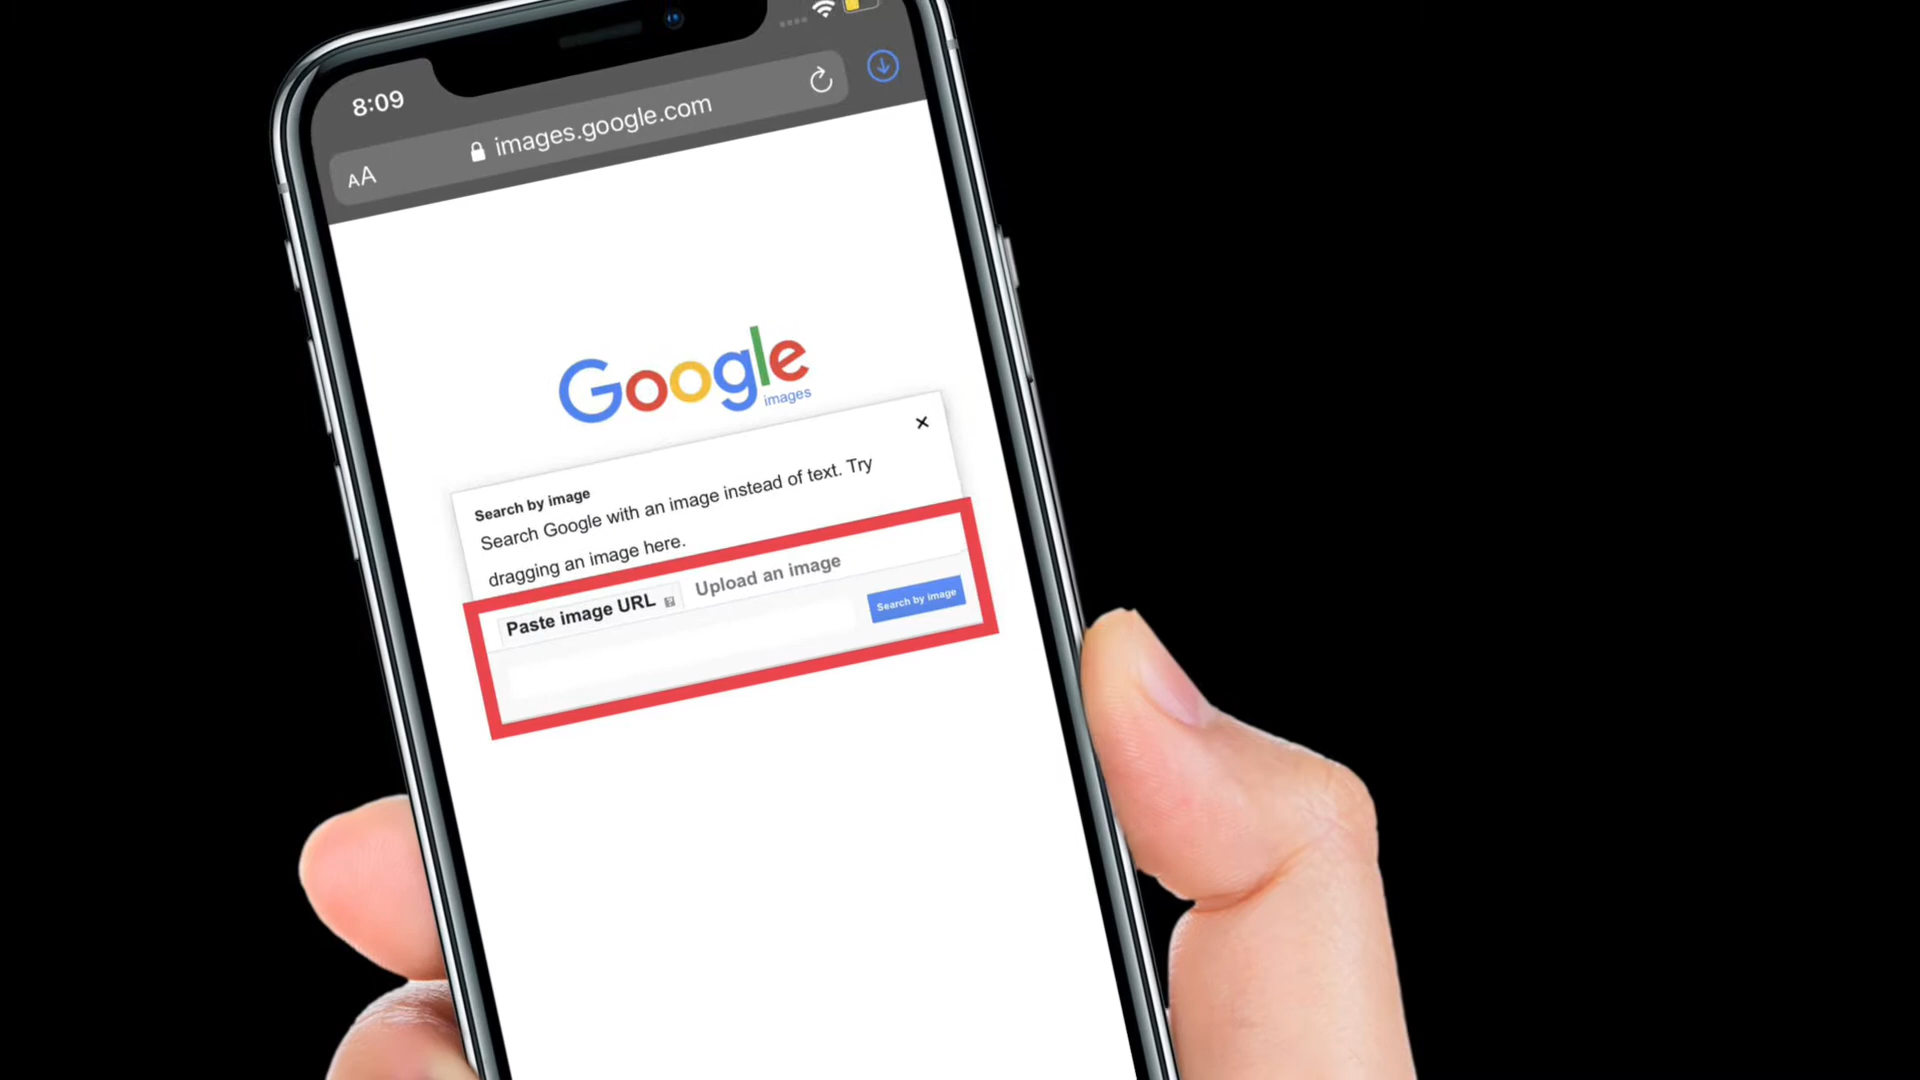 8:09
AA images.google.com
Google
images
Search by image
Search Google with an image instead of text. Try
dragging an image here.
Paste image URL
Upload an image
Search by image